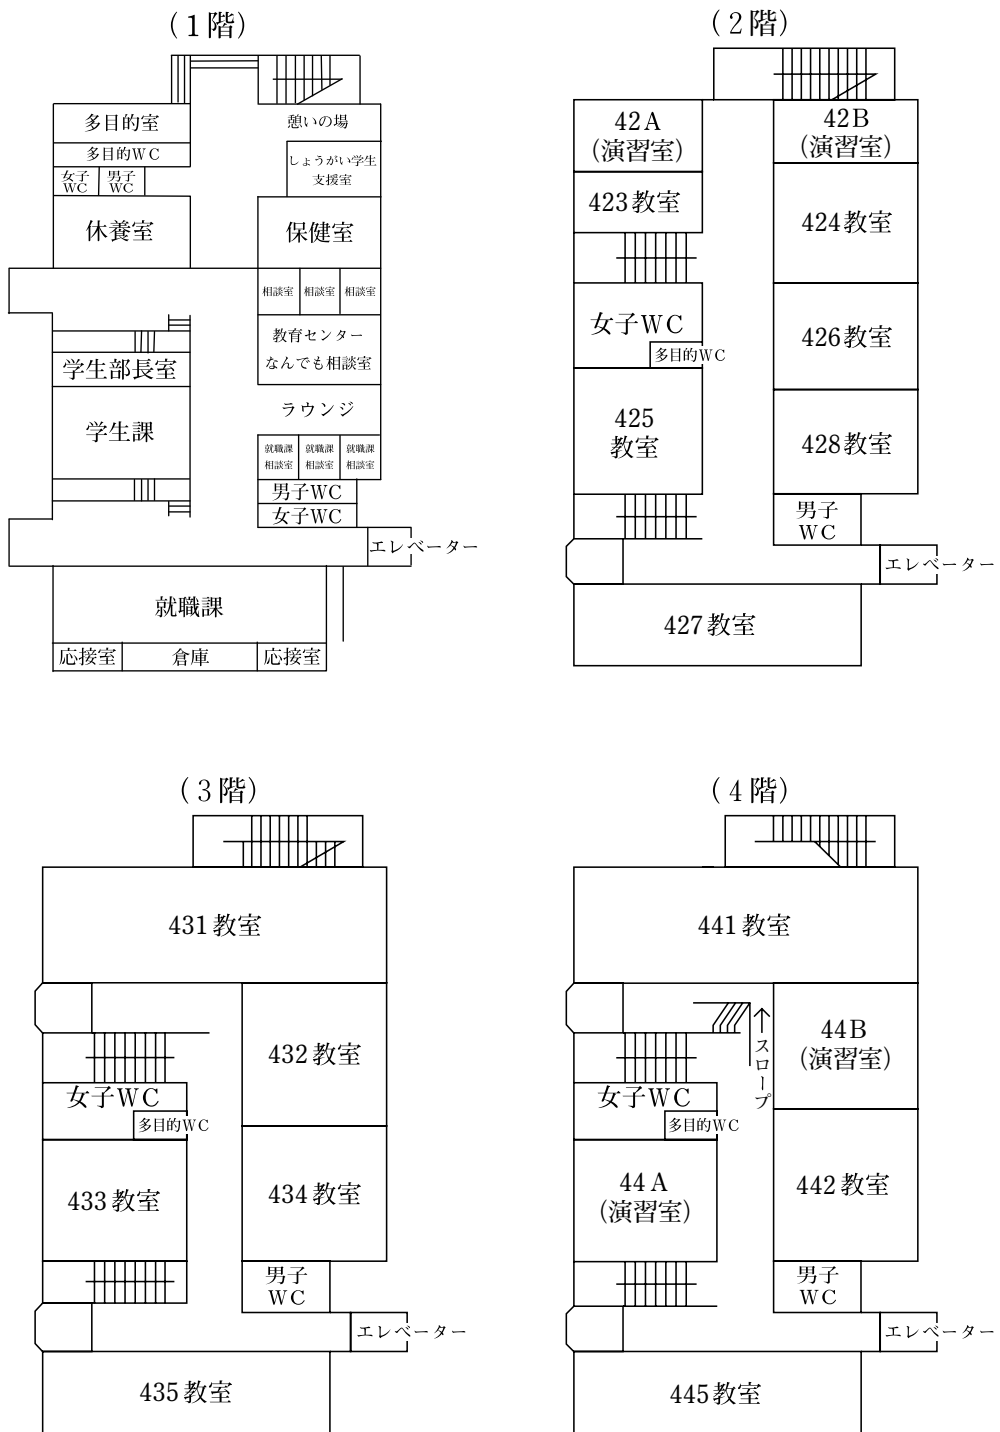 （１階）
多目的室
憩いの場
多目的ＷＣ
しょうがい学生
支援室
女子
WC
男子
WC
休養室
保健室
相談室
相談室
相談室
教育センター
なんでも相談室
学生部長室
ラウンジ
学生課
就職課
相談室
就職課
相談室
就職課
相談室
男子WC
女子WC
エレベーター
就職課
応接室
倉庫
応接室
（２階）
42A
（演習室）
42B
（演習室）
423教室
424教室
女子WC
多目的WC
426教室
425
教室
428教室
男子
WC
エレベーター
427教室
（３階）
431教室
432教室
女子WC
多目的WC
433教室
434教室
男子
WC
エレベーター
435教室
（４階）
441教室
スロープ
44B
（演習室）
女子WC
多目的WC
44A
（演習室）
442教室
男子
WC
エレベーター
445教室